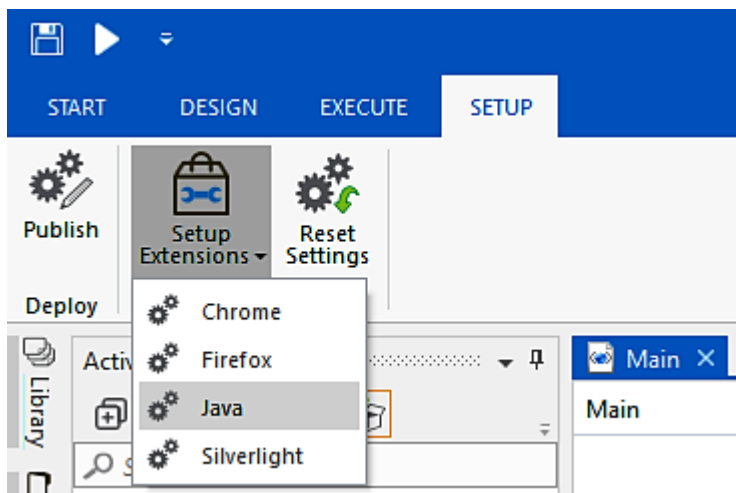 START DESIGN EXECUTE SETUP
Publish
Setup
Extensions
Reset
Settings
Deploy
Chrome
Firefox
Java
Silverlight
Library
Main
Main